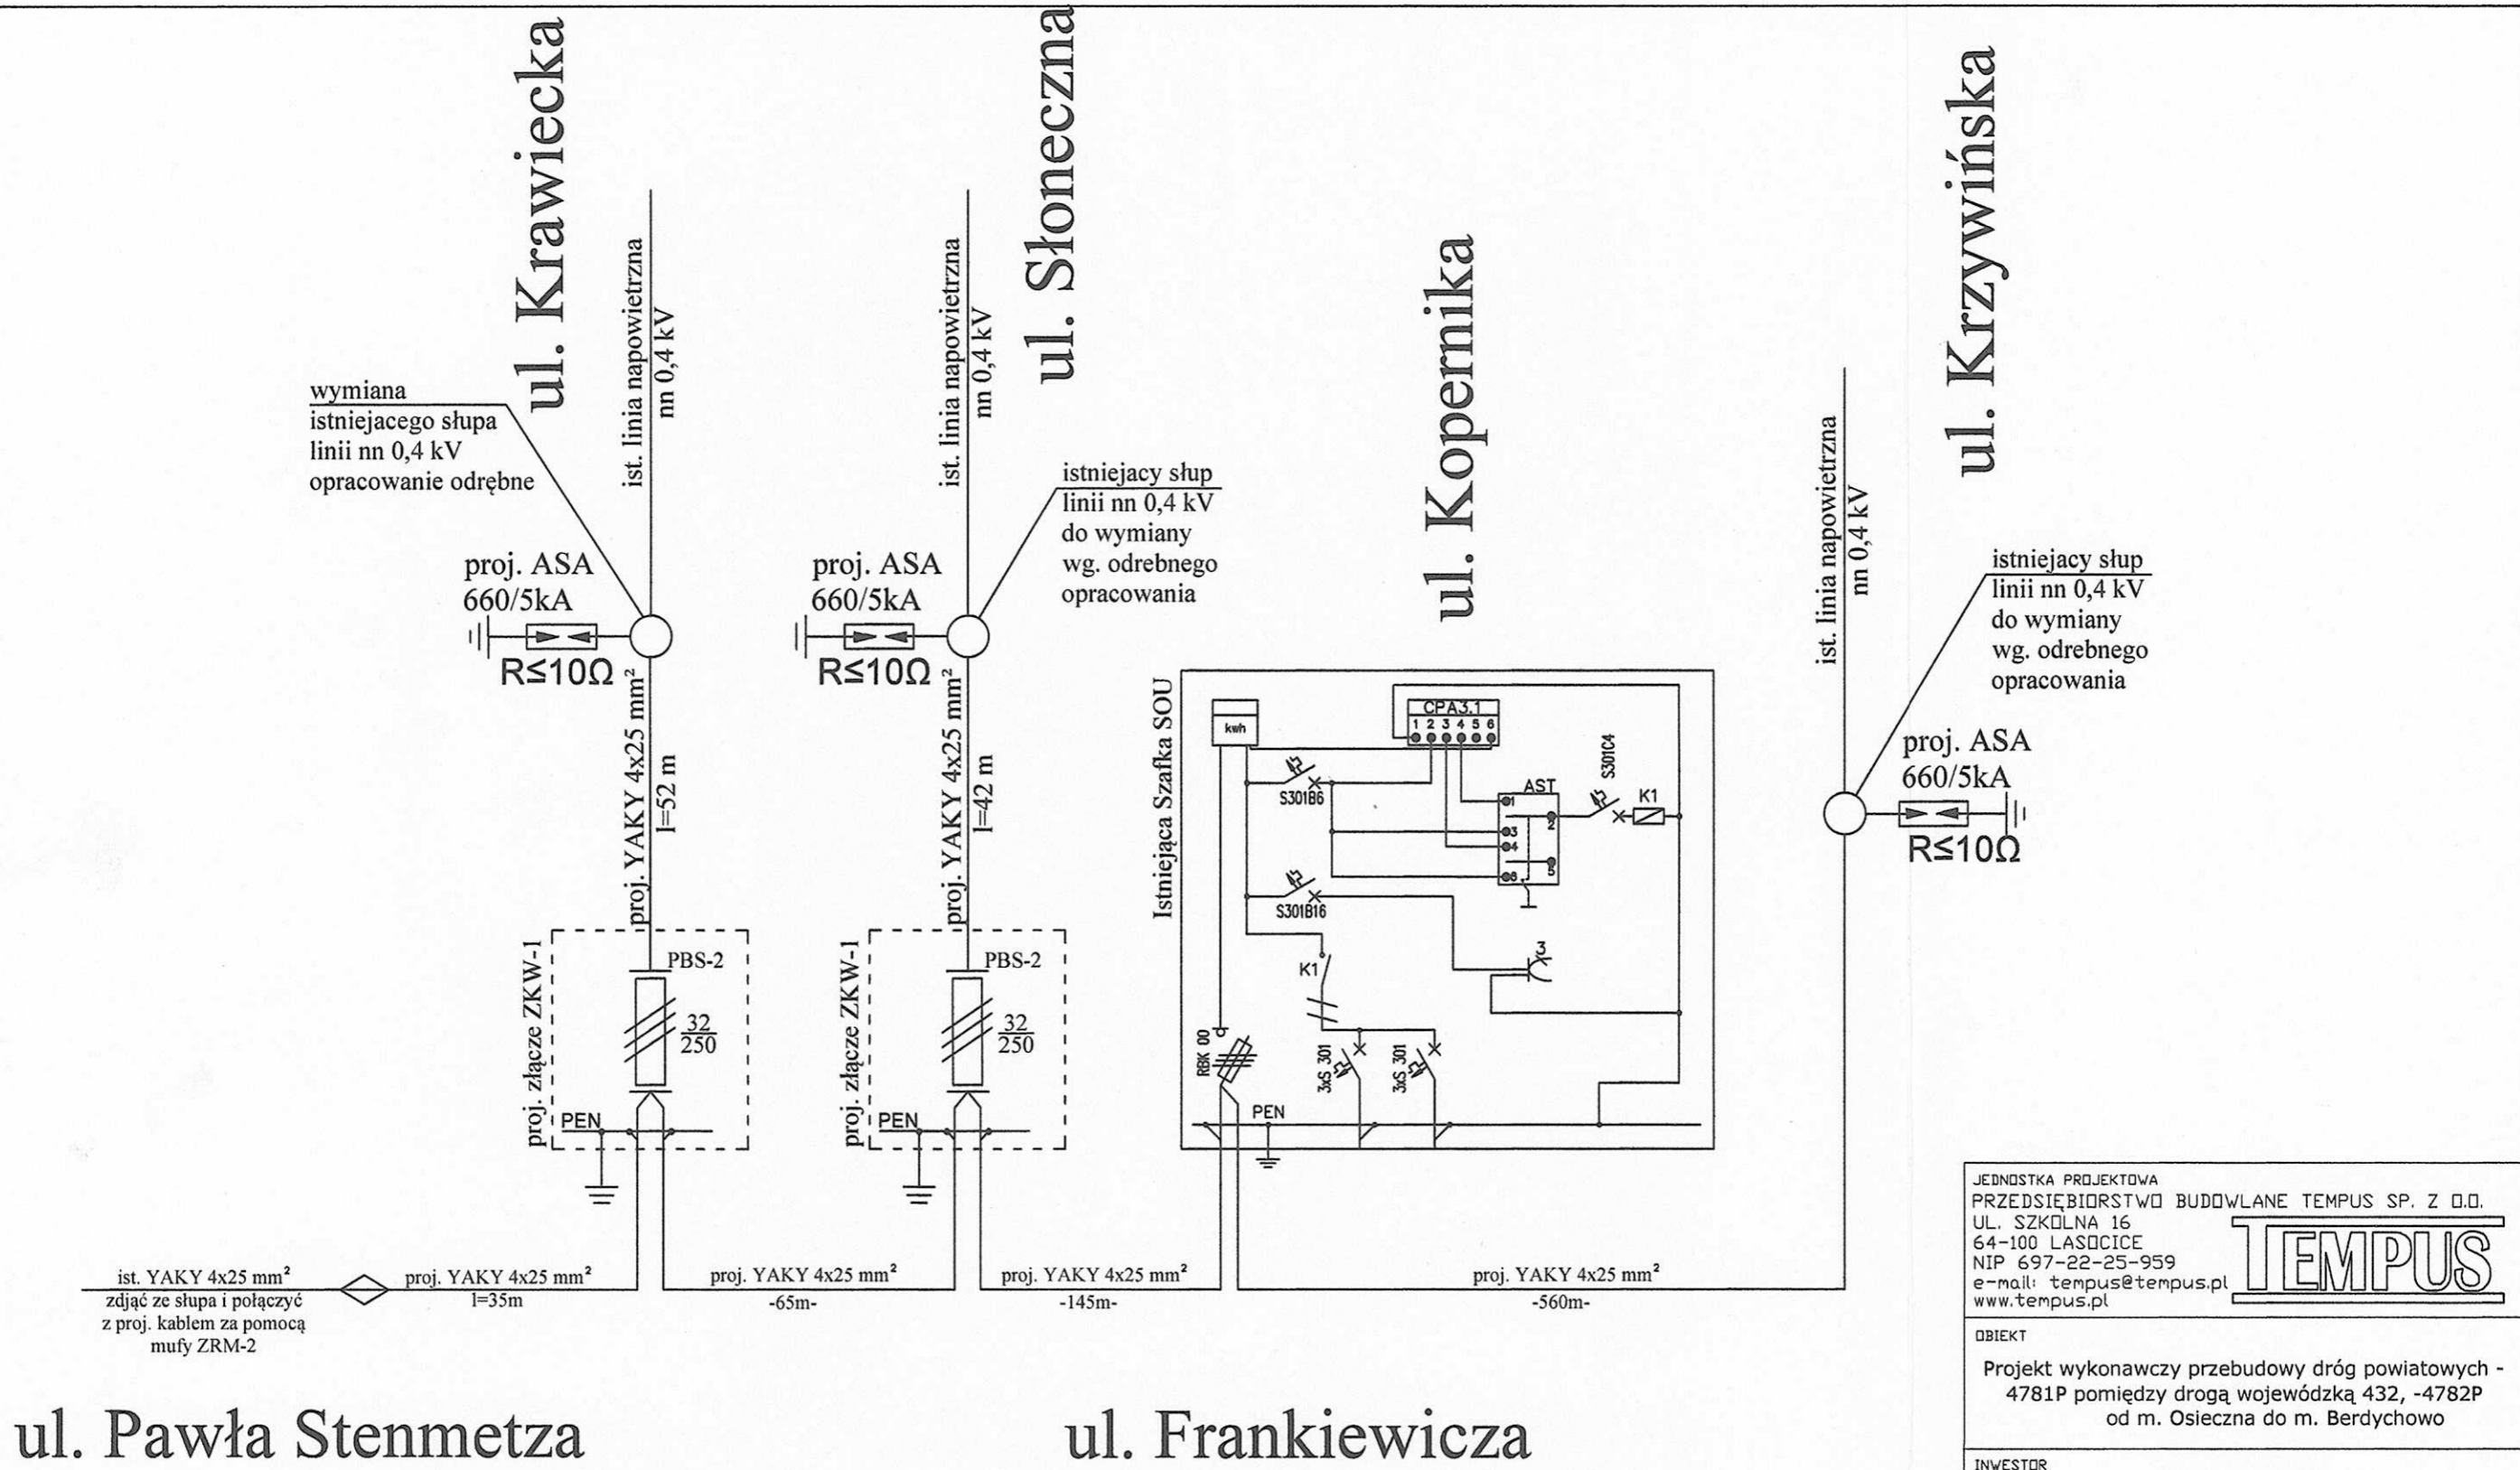 ul. Krawiecka
ul. Słoneczna
ul. Kopernika
ul. Krzywińska
wymiana
istniejacego słupa
linii nn 0,4 kV
opracowanie odrębne
ist. linia napowietrzna
nn 0,4 kV
proj. ASA
660/5kA
R≤10Ω
proj. YAKY 4x25 mm²
l=52 m
proj. złącze ZKW-1
PBS-2
32
250
PEN
ist. linia napowietrzna
nn 0,4 kV
istniejacy słup
linii nn 0,4 kV
do wymiany
wg. odrebnego
opracowania
proj. ASA
660/5kA
R≤10Ω
proj. YAKY 4x25 mm²
l=42 m
proj. złącze ZKW-1
PBS-2
32
250
PEN
Istniejąca Szafka SOU
kwh
CPA3.1
1 2 3 4 5 6
S301B6
AST
1
2
3
4
5
6
S301C4
K1
S301B16
3
K1
RBK 00
3xS 301
3xS 301
PEN
ist. linia napowietrzna
nn 0,4 kV
istniejacy słup
linii nn 0,4 kV
do wymiany
wg. odrebnego
opracowania
proj. ASA
660/5kA
R≤10Ω
ist. YAKY 4x25 mm²
zdjąć ze słupa i połączyć
z proj. kablem za pomocą
mufy ZRM-2
proj. YAKY 4x25 mm²
l=35m
proj. YAKY 4x25 mm²
-65m-
proj. YAKY 4x25 mm²
-145m-
proj. YAKY 4x25 mm²
-560m-
ul. Pawła Stenmetza
ul. Frankiewicza
JEDNOSTKA PROJEKTOWA
PRZEDSIĘBIORSTWO BUDOWLANE TEMPUS SP. Z O.O.
UL. SZKOLNA 16
64-100 LASOCICE
NIP 697-22-25-959
e-mail: tempus@tempus.pl
www.tempus.pl
TEMPUS
OBIEKT
Projekt wykonawczy przebudowy dróg powiatowych -
4781P pomiędzy drogą wojewódzką 432, -4782P
od m. Osieczna do m. Berdychowo
INWESTOR